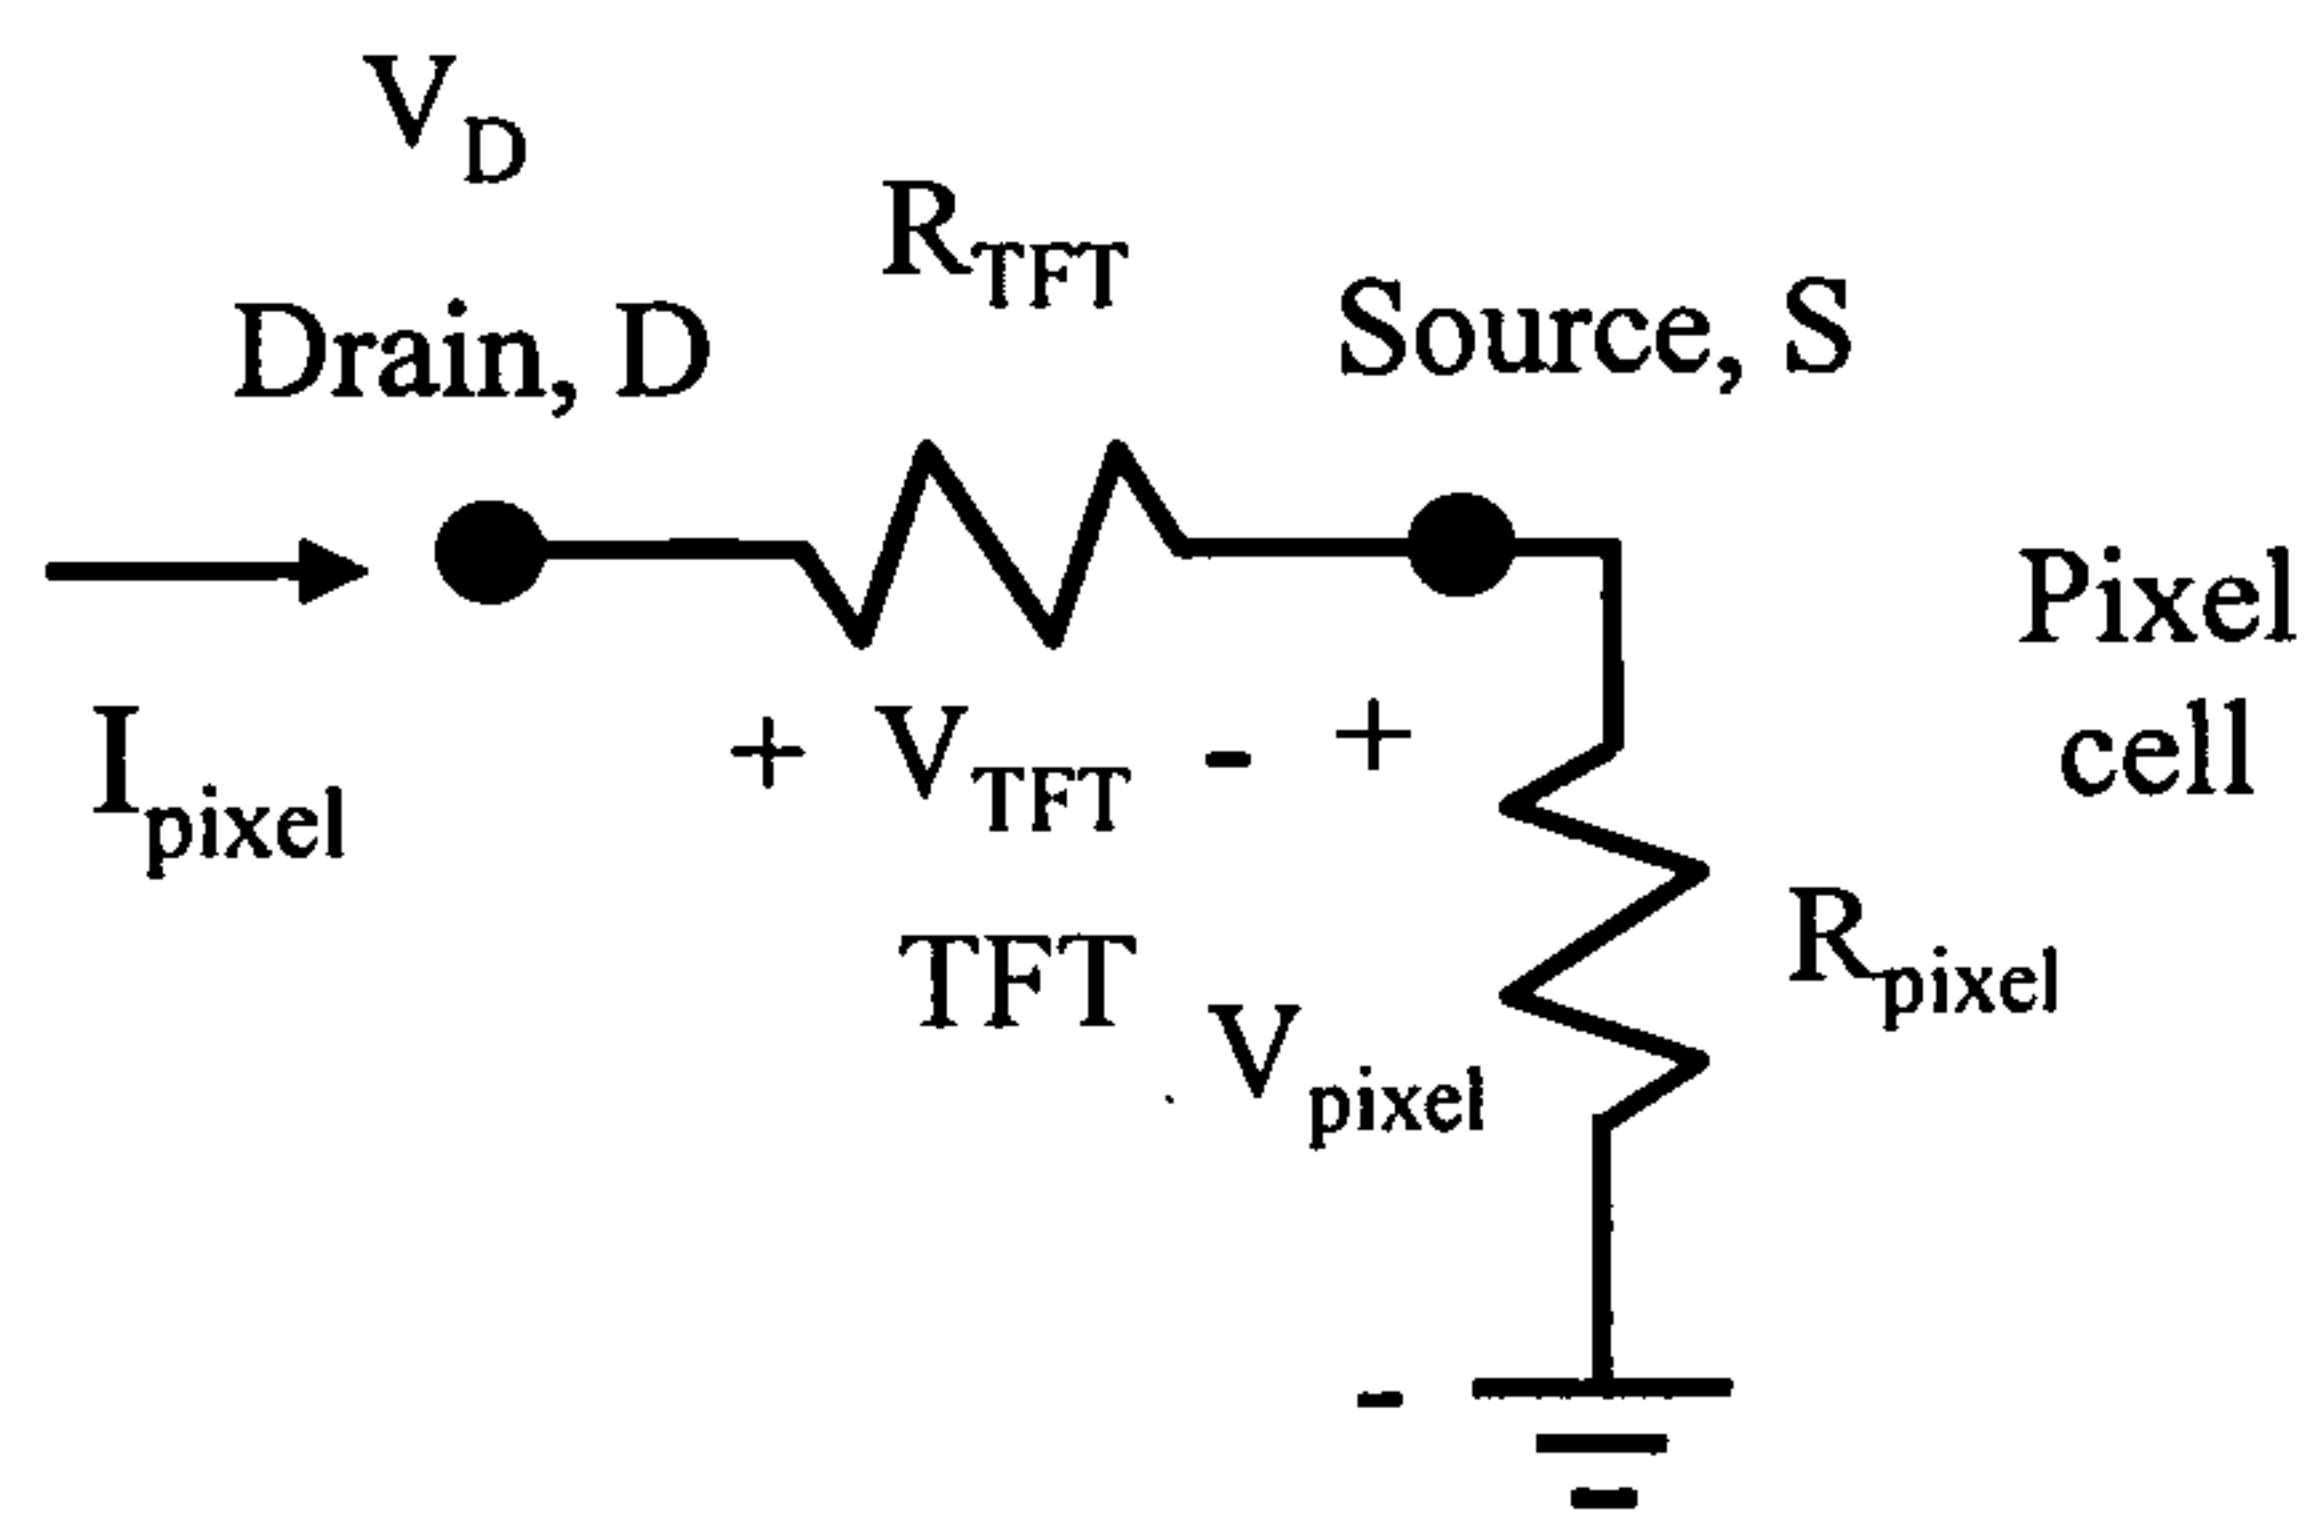 V_D
R_TFT
Drain, D
Source, S
Pixel
cell
I_pixel
+ V_TFT - +
TFT
R_pixel
V_pixel
-